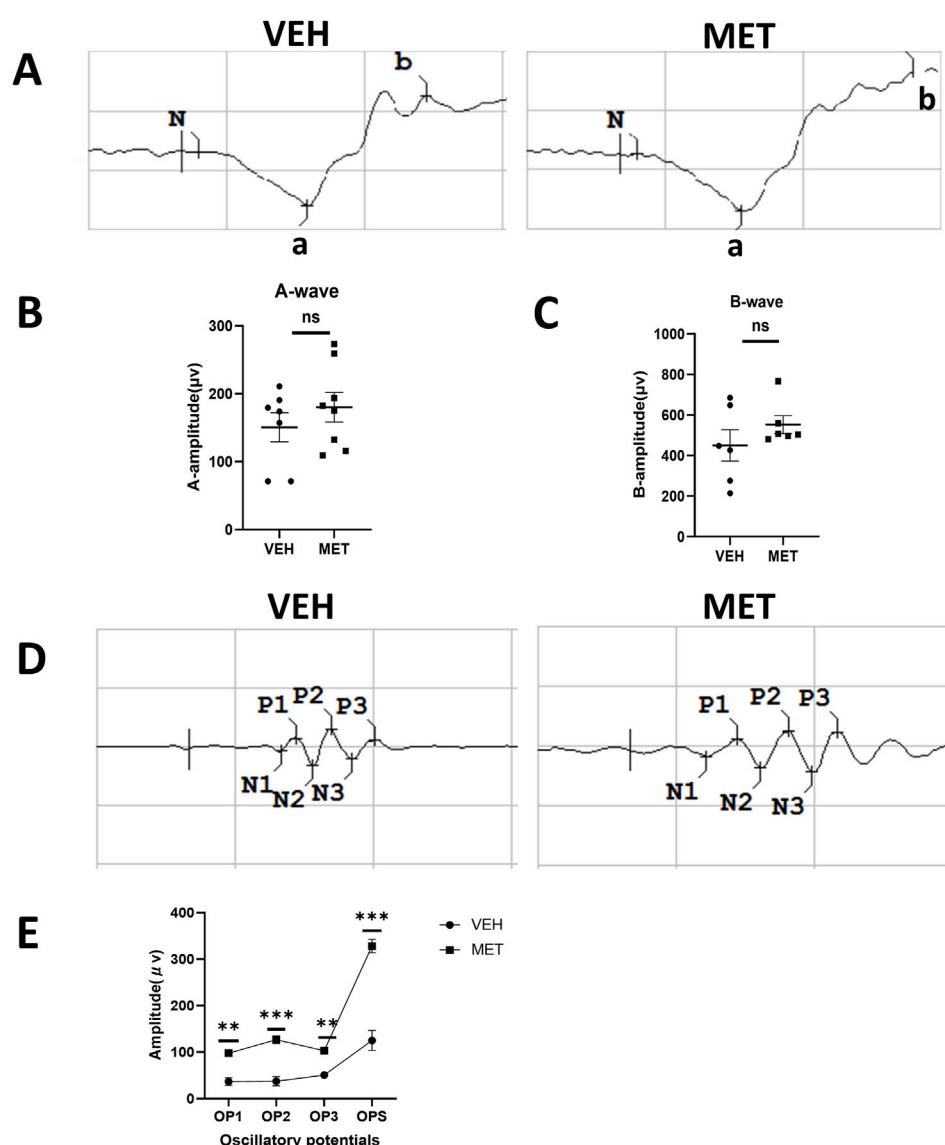 VEH
MET
A
N
b
a
N
b
a
B
A-wave
ns
300
200
100
0
A-amplitude(μv)
VEH
MET
C
B-wave
ns
1000
800
600
400
200
0
B-amplitude(μv)
VEH
MET
VEH
MET
D
P1
P2
P3
N1
N2
N3
P1
P2
P3
N1
N2
N3
E
400
300
200
100
0
Amplitude(μv)
**
***
**
***
VEH
MET
OP1
OP2
OP3
OPS
Oscillatory potentials